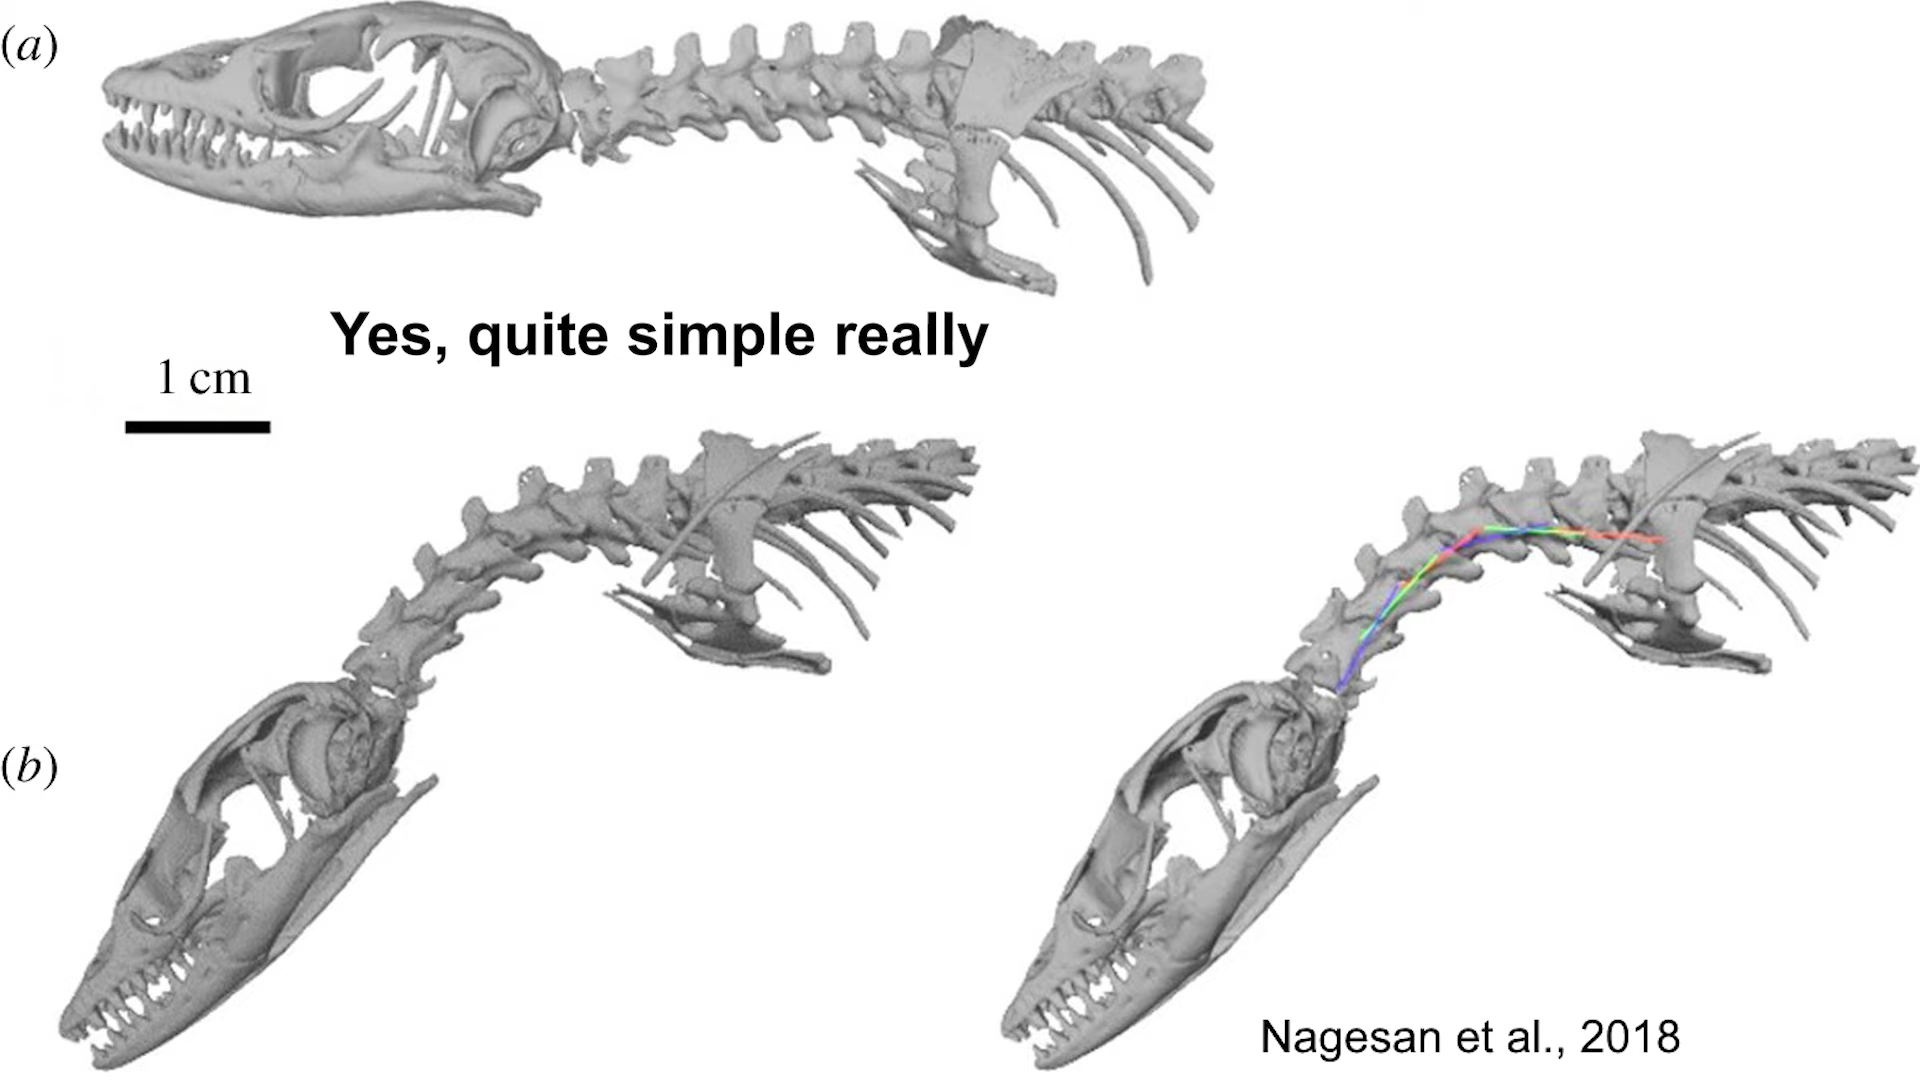 (a)
Yes, quite simple really
1 cm
(b)
Nagesan et al., 2018